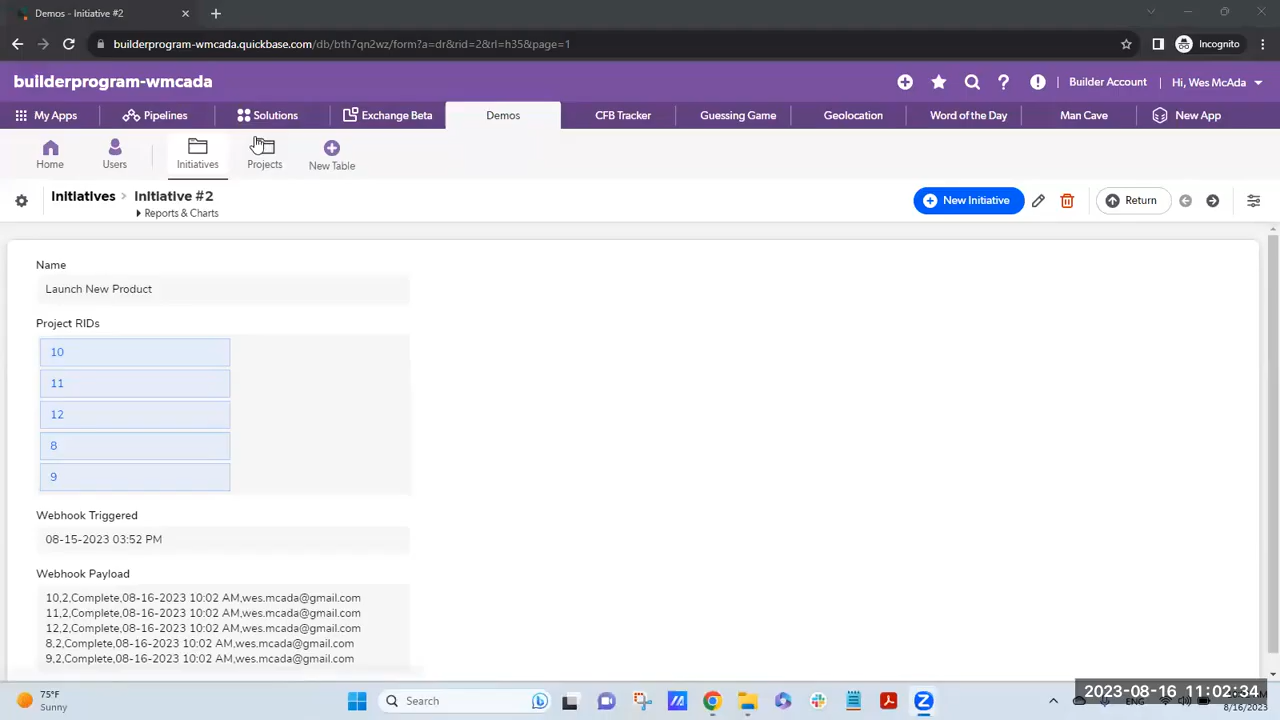 Demos - Initiative #2
builderprogram-wmcada.quickbase.com/db/bth7qn2wz/form?a=dr&rid=2&rl=h35&page=1
Incognito
builderprogram-wmcada
Builder Account
Hi, Wes McAda
My Apps
Pipelines
Solutions
Exchange Beta
Demos
CFB Tracker
Guessing Game
Geolocation
Word of the Day
Man Cave
New App
Home
Users
Initiatives
Projects
New Table
Initiatives > Initiative #2
Reports & Charts
New Initiative
Return
Name
Launch New Product
Project RIDs
10
11
12
8
9
Webhook Triggered
08-15-2023 03:52 PM
Webhook Payload
10,2,Complete,08-16-2023 10:02 AM,wes.mcada@gmail.com
11,2,Complete,08-16-2023 10:02 AM,wes.mcada@gmail.com
12,2,Complete,08-16-2023 10:02 AM,wes.mcada@gmail.com
8,2,Complete,08-16-2023 10:02 AM,wes.mcada@gmail.com
9,2,Complete,08-16-2023 10:02 AM,wes.mcada@gmail.com
75°F
Sunny
Search
ENG
2023-08-16 11:02:34
8/16/2023